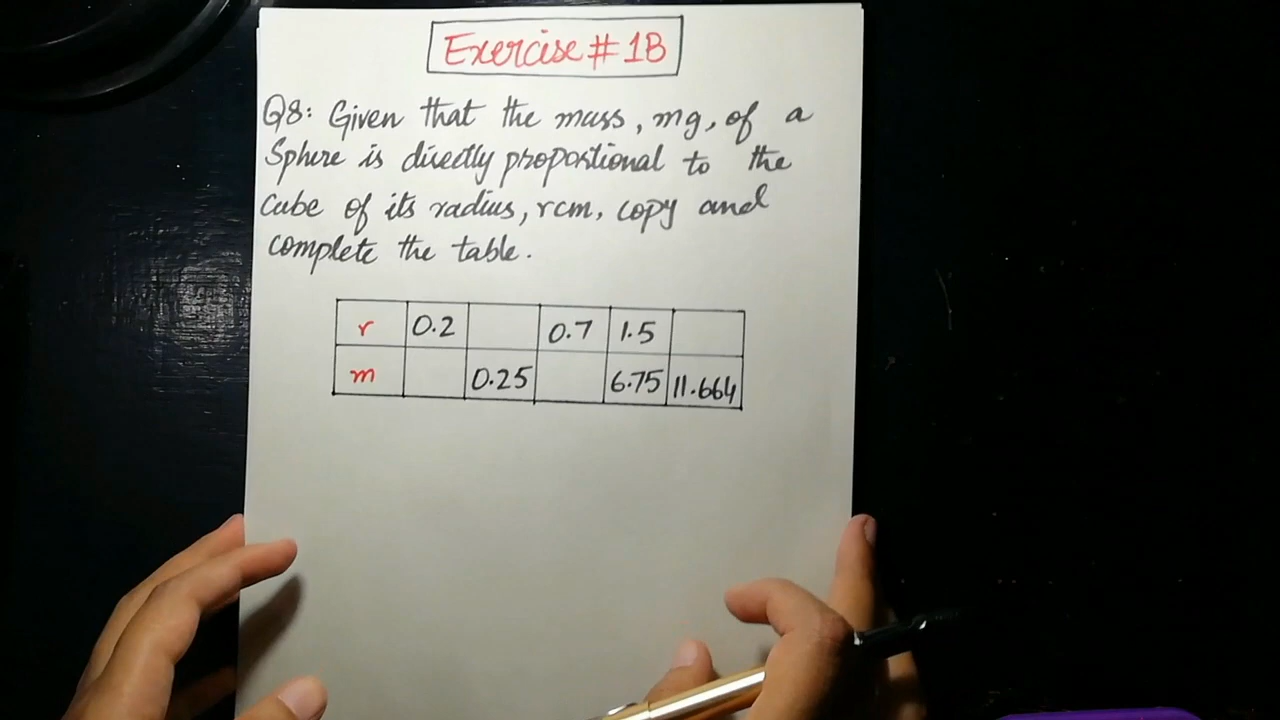 Exercise # 1B
Q8: Given that the mass, mg, of a
Sphere is directly proportional to the
Cube of its radius, rcm, copy and
complete the table.
r 0.2 0.7 1.5
m 0.25 6.75 11.664